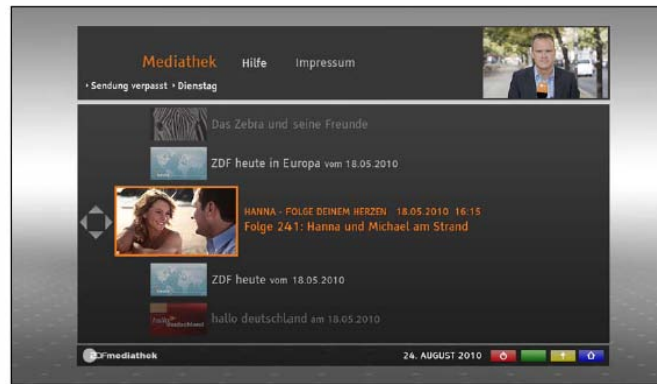 Mediathek Hilfe Impressum
Sendung verpasst Dienstag
Das Zebra und seine Freunde
ZDF heute in Europa vom 18.05.2010
HANNA - FOLGE DEINEM HERZEN 18.05.2010 16:15
Folge 241: Hanna und Michael am Strand
ZDF heute vom 18.05.2010
hallo deutschland
hallo deutschland am 18.05.2010
ZDFmediathek 24. AUGUST 2010